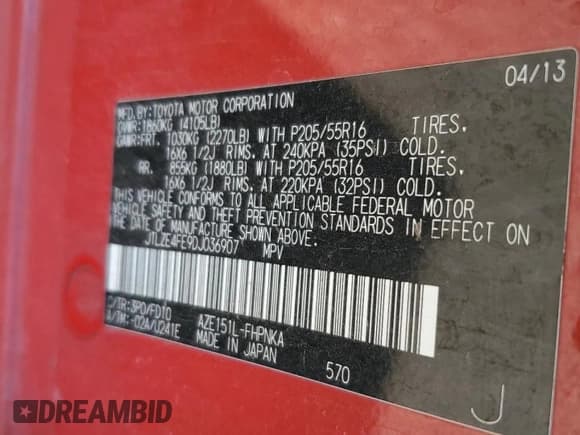 04/13
MFD.BY:TOYOTA MOTOR CORPORATION
GVWR:1860KG (4105LB)
GAWR:FRT. 1030KG (2270LB) WITH P205/55R16 TIRES.
16X6 1/2J RIMS. AT 240KPA (35PSI) COLD.
RR. 855KG (1880LB) WITH P205/55R16 TIRES.
16X6 1/2J RIMS. AT 220KPA (32PSI) COLD.
THIS VEHICLE CONFORMS TO ALL APPLICABLE FEDERAL MOTOR
VEHICLE SAFETY AND THEFT PREVENTION STANDARDS IN EFFECT ON
THE DATE OF MANUFACTURE SHOWN ABOVE.
JTLZE4FE9DJ036907 MPV
C/TR:3P0/FD10 AZE151L-FHPNKA
A/TM:-02A/U241E MADE IN JAPAN 570
J
DREAMBID